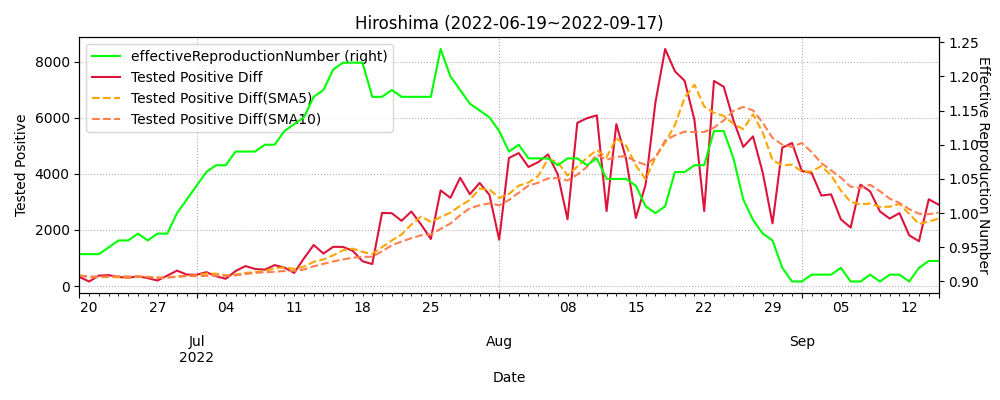 Hiroshima (2022-06-19~2022-09-17)
effectiveReproductionNumber (right)
Tested Positive Diff
Tested Positive Diff(SMA5)
Tested Positive Diff(SMA10)
Tested Positive
8000
6000
4000
2000
0
1.25
1.20
1.15
1.10
1.05
1.00
0.95
0.90
Effective Reproduction Number
20 27 04 11 18 25 08 15 22 29 05 12
Jul Aug Sep
2022
Date